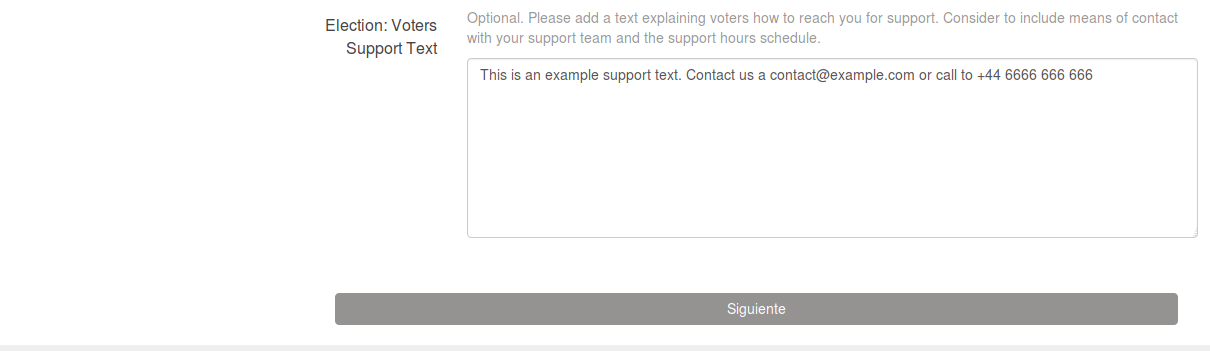 Election: Voters
Support Text
Optional. Please add a text explaining voters how to reach you for support. Consider to include means of contact
with your support team and the support hours schedule.
This is an example support text. Contact us a contact@example.com or call to +44 6666 666 666
Siguiente